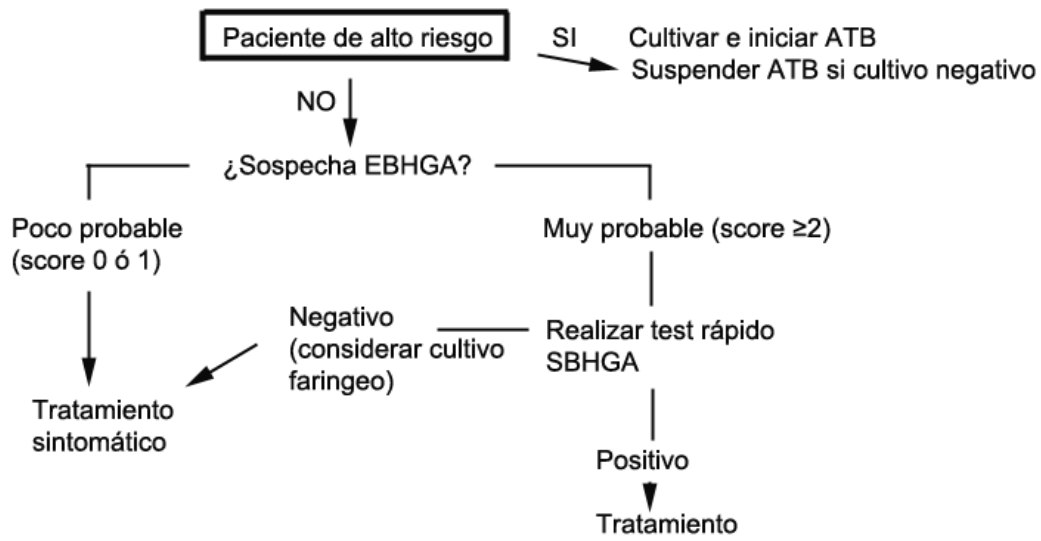 Paciente de alto riesgo
SI
Cultivar e iniciar ATB
Suspender ATB si cultivo negativo
NO
¿Sospecha EBHGA?
Poco probable
(score 0 ó 1)
Muy probable (score ≥2)
Negativo
(considerar cultivo
faringeo)
Realizar test rápido
SBHGA
Tratamiento
sintomático
Positivo
Tratamiento